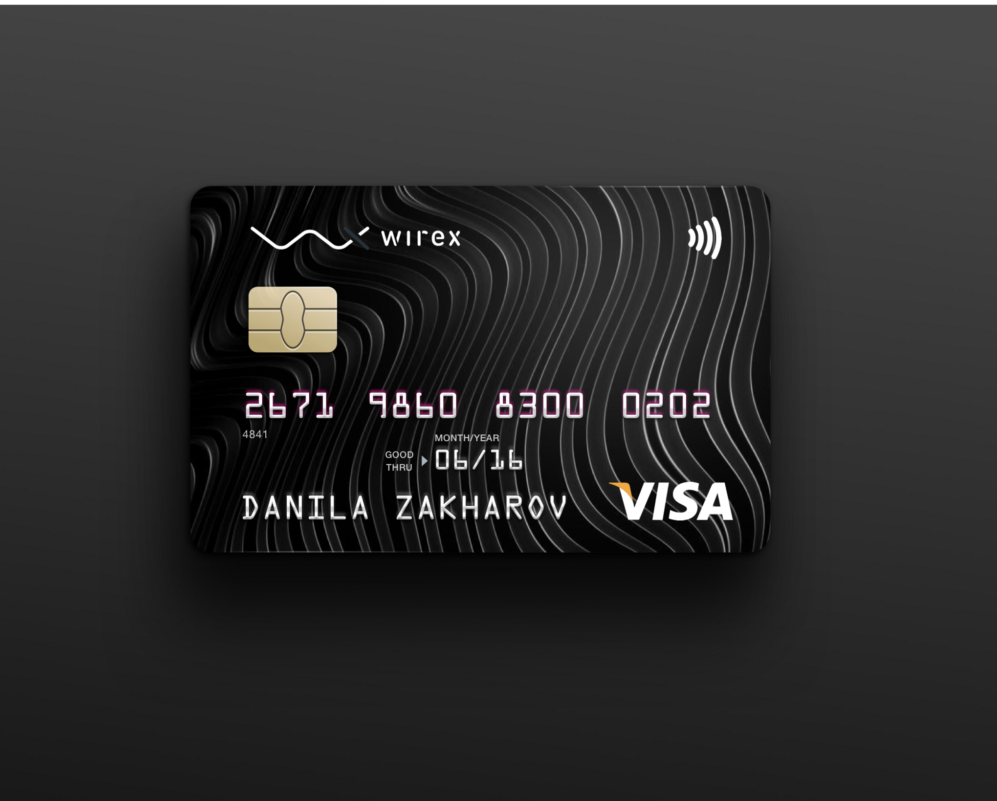 wirex
2671 9860 8300 0202
4841
MONTH/YEAR
GOOD THRU 06/16
DANILA ZAKHAROV
VISA